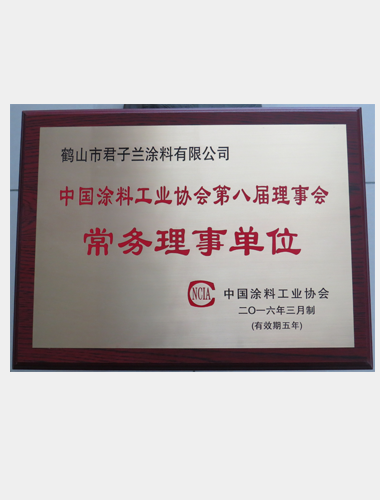 鹤山市君子兰涂料有限公司
中国涂料工业协会第八届理事会
常务理事单位
NCIA
中国涂料工业协会
二〇一六年三月制
(有效期五年)